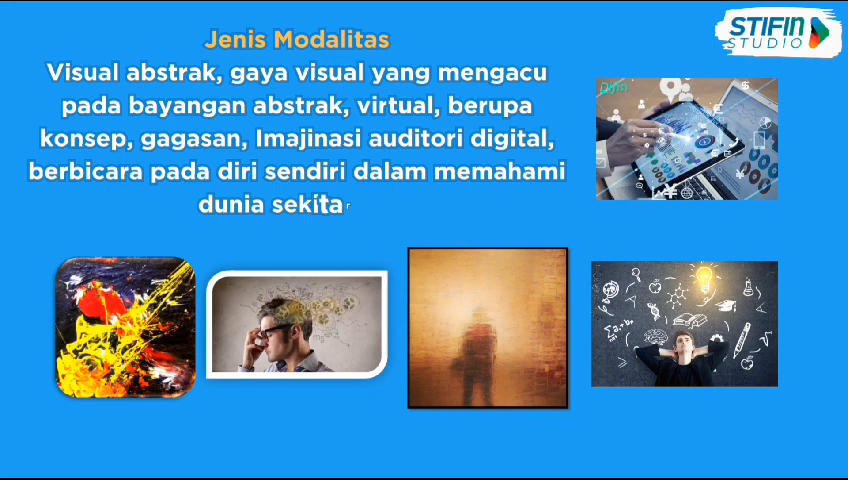 Jenis Modalitas
Visual abstrak, gaya visual yang mengacu
pada bayangan abstrak, virtual, berupa
konsep, gagasan, Imajinasi auditori digital,
berbicara pada diri sendiri dalam memahami
dunia sekitar
STIFIN
STUDIO